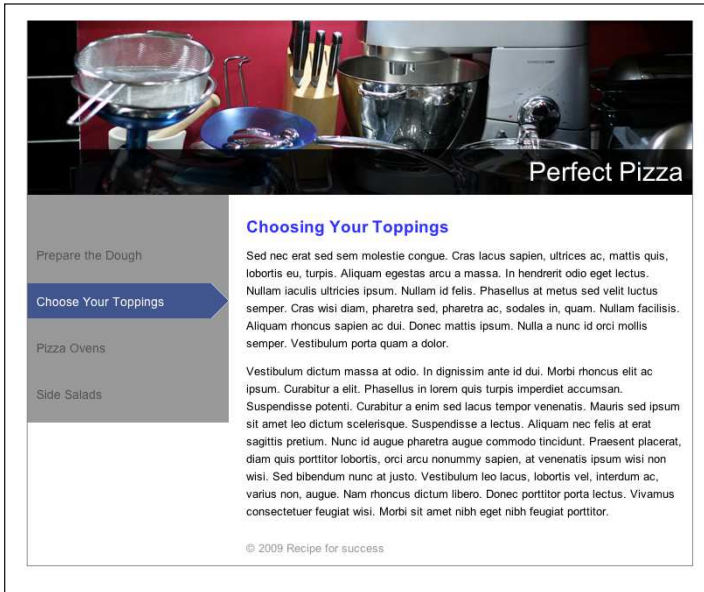 Perfect Pizza
Prepare the Dough
Choose Your Toppings
Pizza Ovens
Side Salads
Choosing Your Toppings
Sed nec erat sed sem molestie congue. Cras lacus sapien, ultrices ac, mattis quis,
lobortis eu, turpis. Aliquam egestas arcu a massa. In hendrerit odio eget lectus.
Nullam iaculis ultricies ipsum. Nullam id felis. Phasellus at metus sed velit luctus
semper. Cras wisi diam, pharetra sed, pharetra ac, sodales in, quam. Nullam facilisis.
Aliquam rhoncus sapien ac dui. Donec mattis ipsum. Nulla a nunc id orci mollis
semper. Vestibulum porta quam a dolor.
Vestibulum dictum massa at odio. In dignissim ante id dui. Morbi rhoncus elit ac
ipsum. Curabitur a elit. Phasellus in lorem quis turpis imperdiet accumsan.
Suspendisse potenti. Curabitur a enim sed lacus tempor venenatis. Mauris sed ipsum
sit amet leo dictum scelerisque. Suspendisse a lectus. Aliquam nec felis at erat
sagittis pretium. Nunc id augue pharetra augue commodo tincidunt. Praesent placerat,
diam quis porttitor lobortis, orci arcu nonummy sapien, at venenatis ipsum wisi non
wisi. Sed bibendum nunc at justo. Vestibulum leo lacus, lobortis vel, interdum ac,
varius non, augue. Nam rhoncus dictum libero. Donec porttitor porta lectus. Vivamus
consectetuer feugiat wisi. Morbi sit amet nibh eget nibh feugiat porttitor.
© 2009 Recipe for success